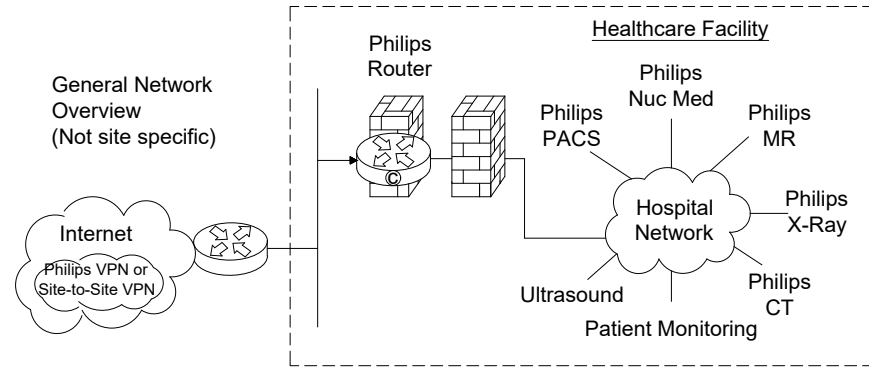 General Network
Overview
(Not site specific)
Internet
Philips VPN or
Site-to-Site VPN
Healthcare Facility
Philips
Router
C
Philips
PACS
Philips
Nuc Med
Philips
MR
Hospital
Network
Philips
X-Ray
Ultrasound
Patient Monitoring
Philips
CT